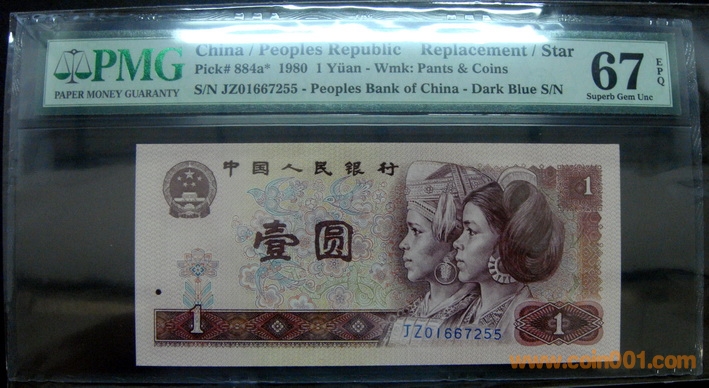 China / Peoples Republic    Replacement / Star
PMG
PAPER MONEY GUARANTY
Pick# 884a* 1980 1 Yüan - Wmk: Pants & Coins
S/N JZ01667255 - Peoples Bank of China - Dark Blue S/N
67 EPQ
Superb Gem Unc
中国人民银行
1
壹圆
1
JZ01667255
1
www.coin001.com